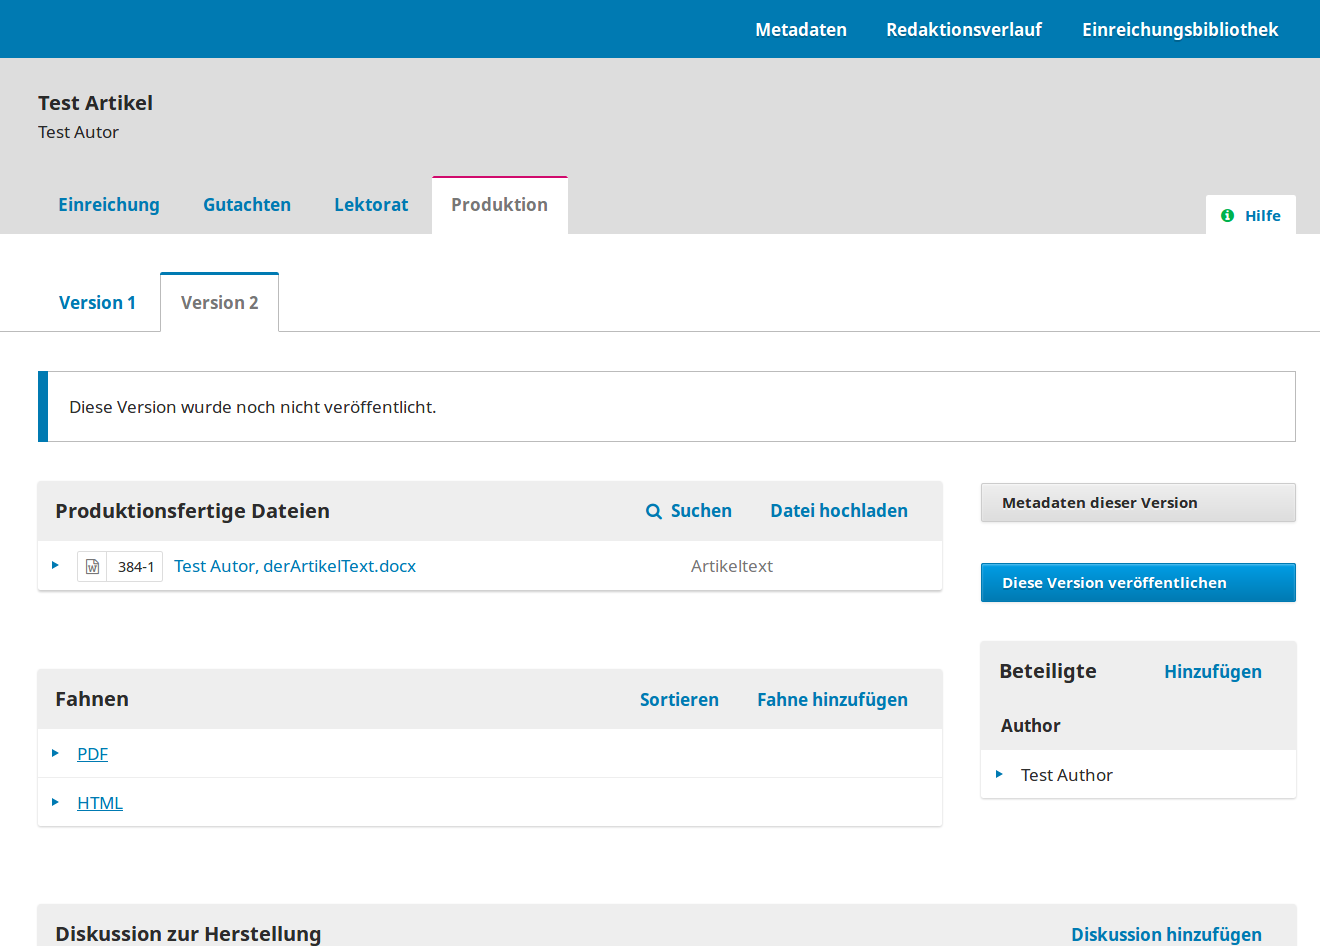 Metadaten Redaktionsverlauf Einreichungsbibliothek
Test Artikel
Test Autor
Einreichung Gutachten Lektorat Produktion
Hilfe
Version 1 Version 2
Diese Version wurde noch nicht veröffentlicht.
Produktionsfertige Dateien Suchen Datei hochladen
384-1 Test Autor, derArtikelText.docx Artikeltext
Fahnen Sortieren Fahne hinzufügen
PDF
HTML
Metadaten dieser Version
Diese Version veröffentlichen
Beteiligte Hinzufügen
Author
Test Author
Diskussion zur Herstellung Diskussion hinzufügen